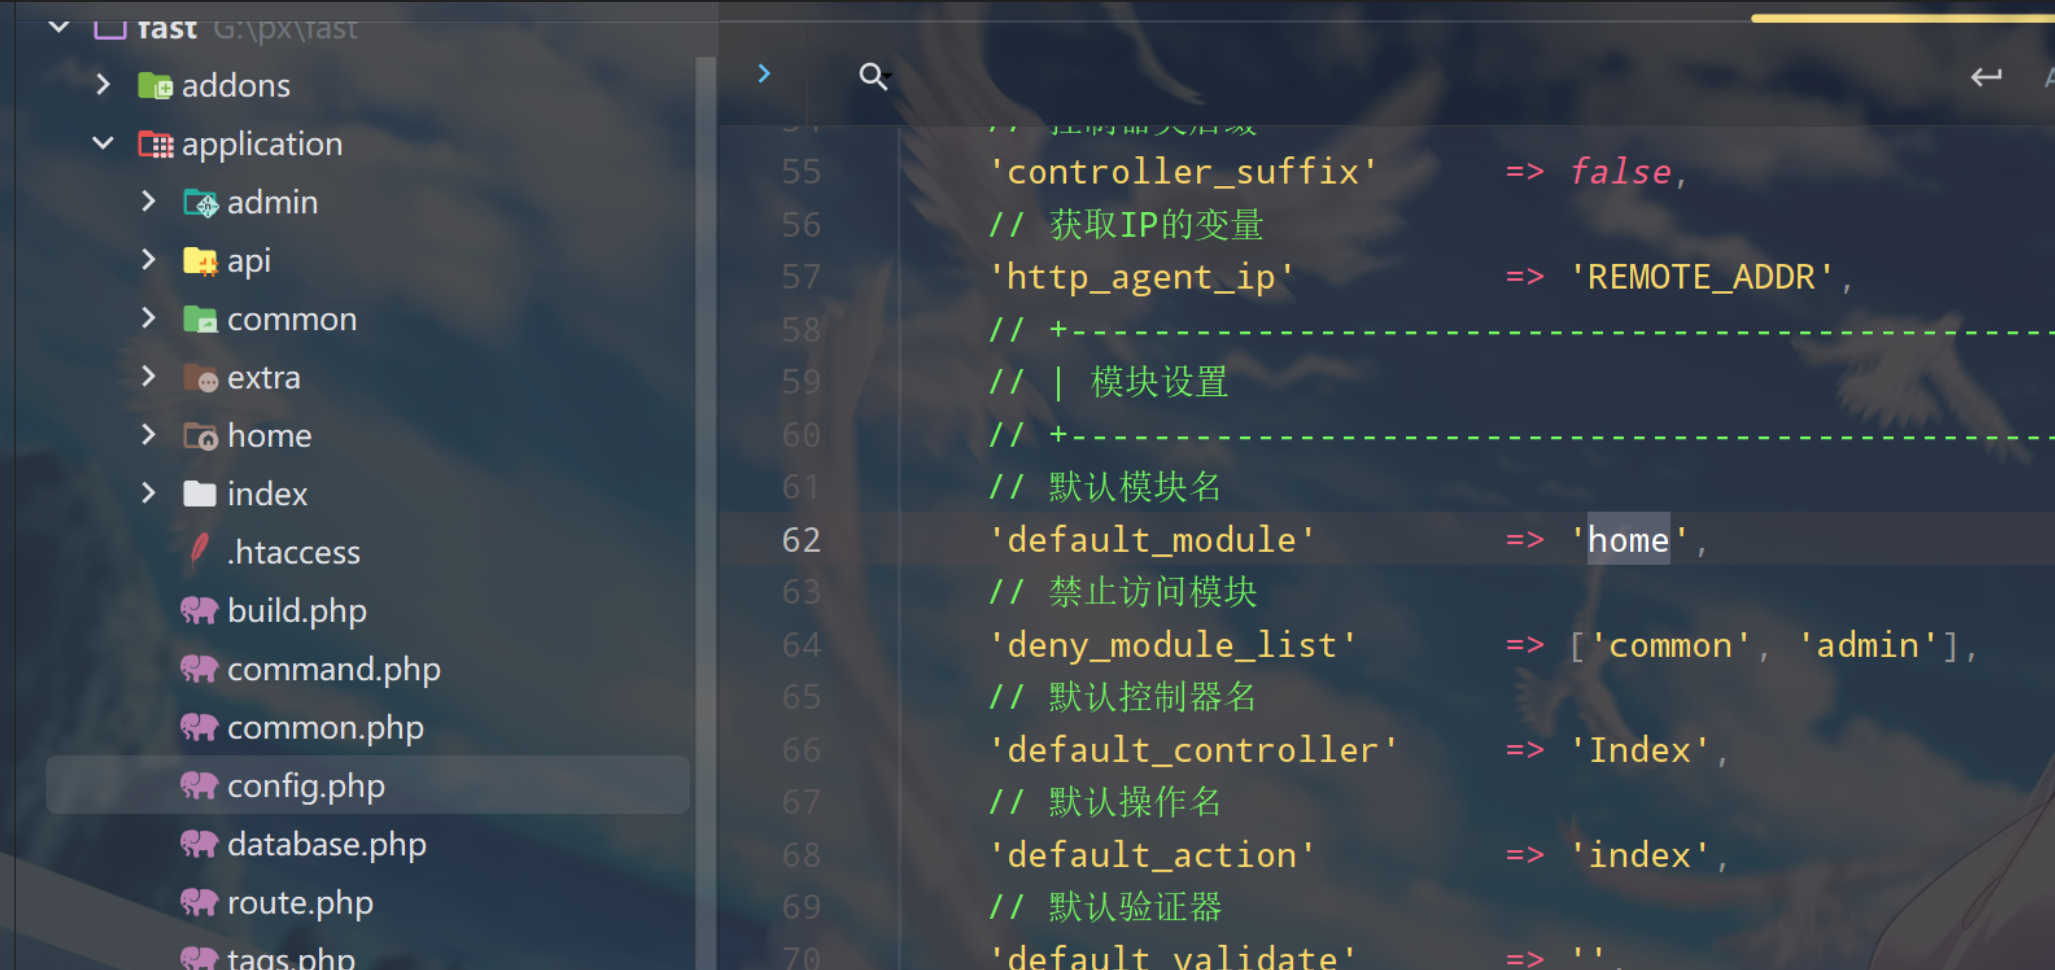 fast G:\px\fast
addons
application
admin
api
common
extra
home
index
.htaccess
build.php
command.php
common.php
config.php
database.php
route.php
tags.php
55 'controller_suffix' => false,
56 // 获取IP的变量
57 'http_agent_ip' => 'REMOTE_ADDR',
58 // +-----------------------------------------------
59 // | 模块设置
60 // +-----------------------------------------------
61 // 默认模块名
62 'default_module' => 'home',
63 // 禁止访问模块
64 'deny_module_list' => ['common', 'admin'],
65 // 默认控制器名
66 'default_controller' => 'Index',
67 // 默认操作名
68 'default_action' => 'index',
69 // 默认验证器
70 'default_validate' => '',